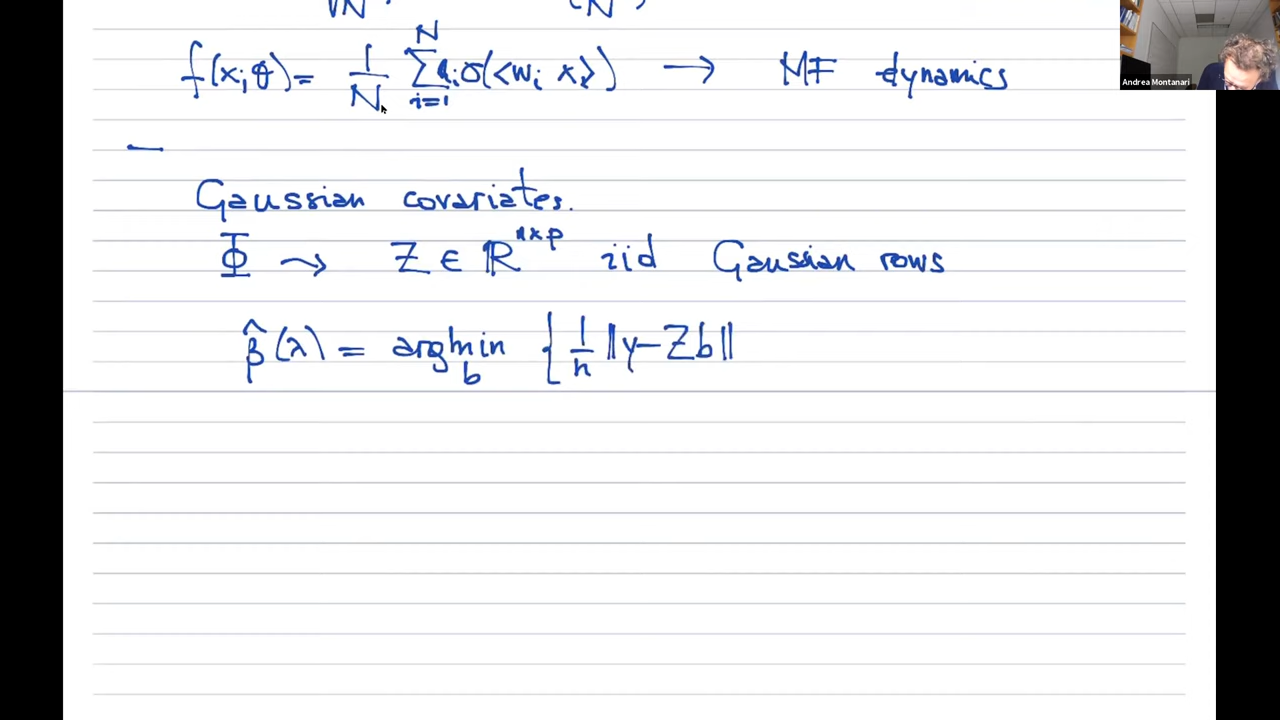 √N (N )
f(x;θ)= 1/N ∑_{i=1}^{N} a_i σ(<w_i x>) → MF dynamics
Andrea Montanari
—
Gaussian covariates.
Φ ⇝ Z ∈ ℝ^{n×p} iid Gaussian rows
β̂(λ) = argmin_b { 1/n ‖y−Zb‖